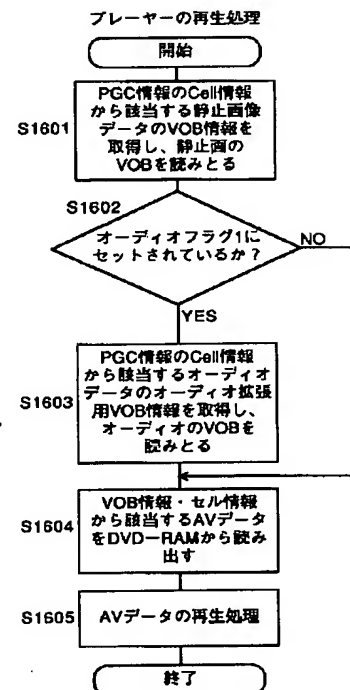 プレーヤーの再生処理
開始
S1601
PGC情報のCell情報
から該当する静止画像
データのVOB情報を
取得し、静止画の
VOBを読みとる
S1602
オーディオフラグ1に
セットされているか？
NO
YES
S1603
PGC情報のCell情報
から該当するオーディオ
データのオーディオ拡張
用VOB情報を取得し、
オーディオのVOBを
読みとる
S1604
VOB情報・セル情報
から該当するAVデータ
をDVD－RAMから読み
出す
S1605
AVデータの再生処理
終了